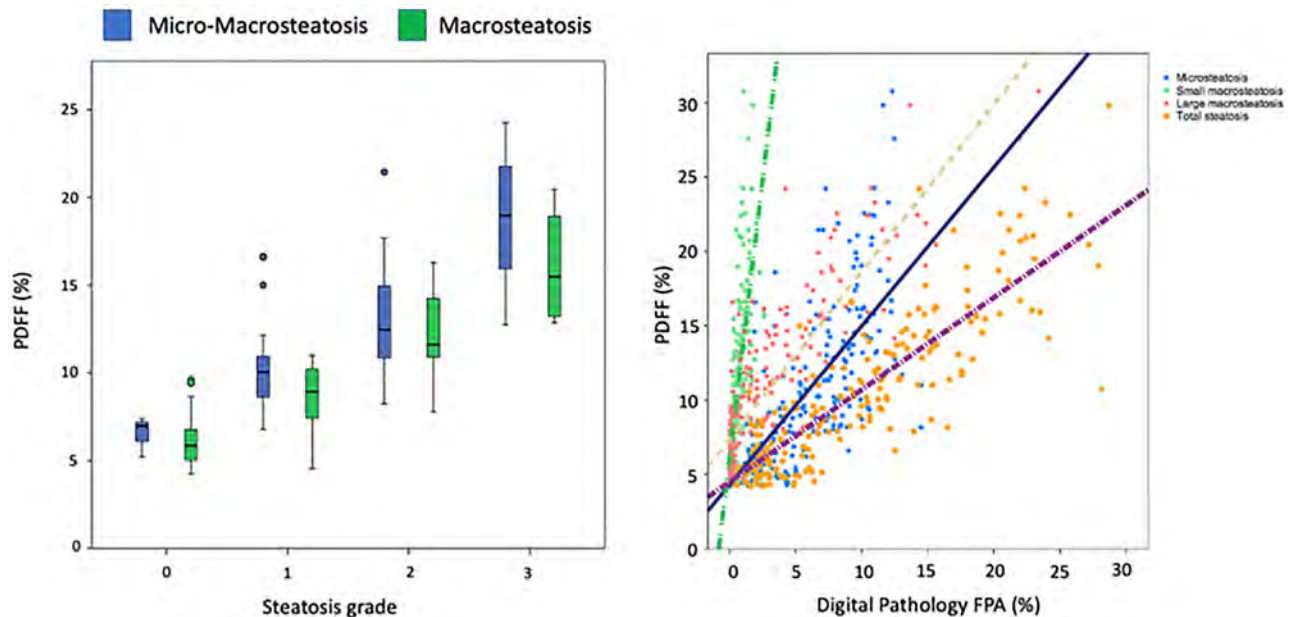 Micro-Macrosteatosis Macrosteatosis
PDFF (%)
25
20
15
10
5
0
0 1 2 3
Steatosis grade
PDFF (%)
30
25
20
15
10
5
0
0 5 10 15 20 25 30
Digital Pathology FPA (%)
Microsteatosis
Small macrosteatosis
Large macrosteatosis
Total steatosis